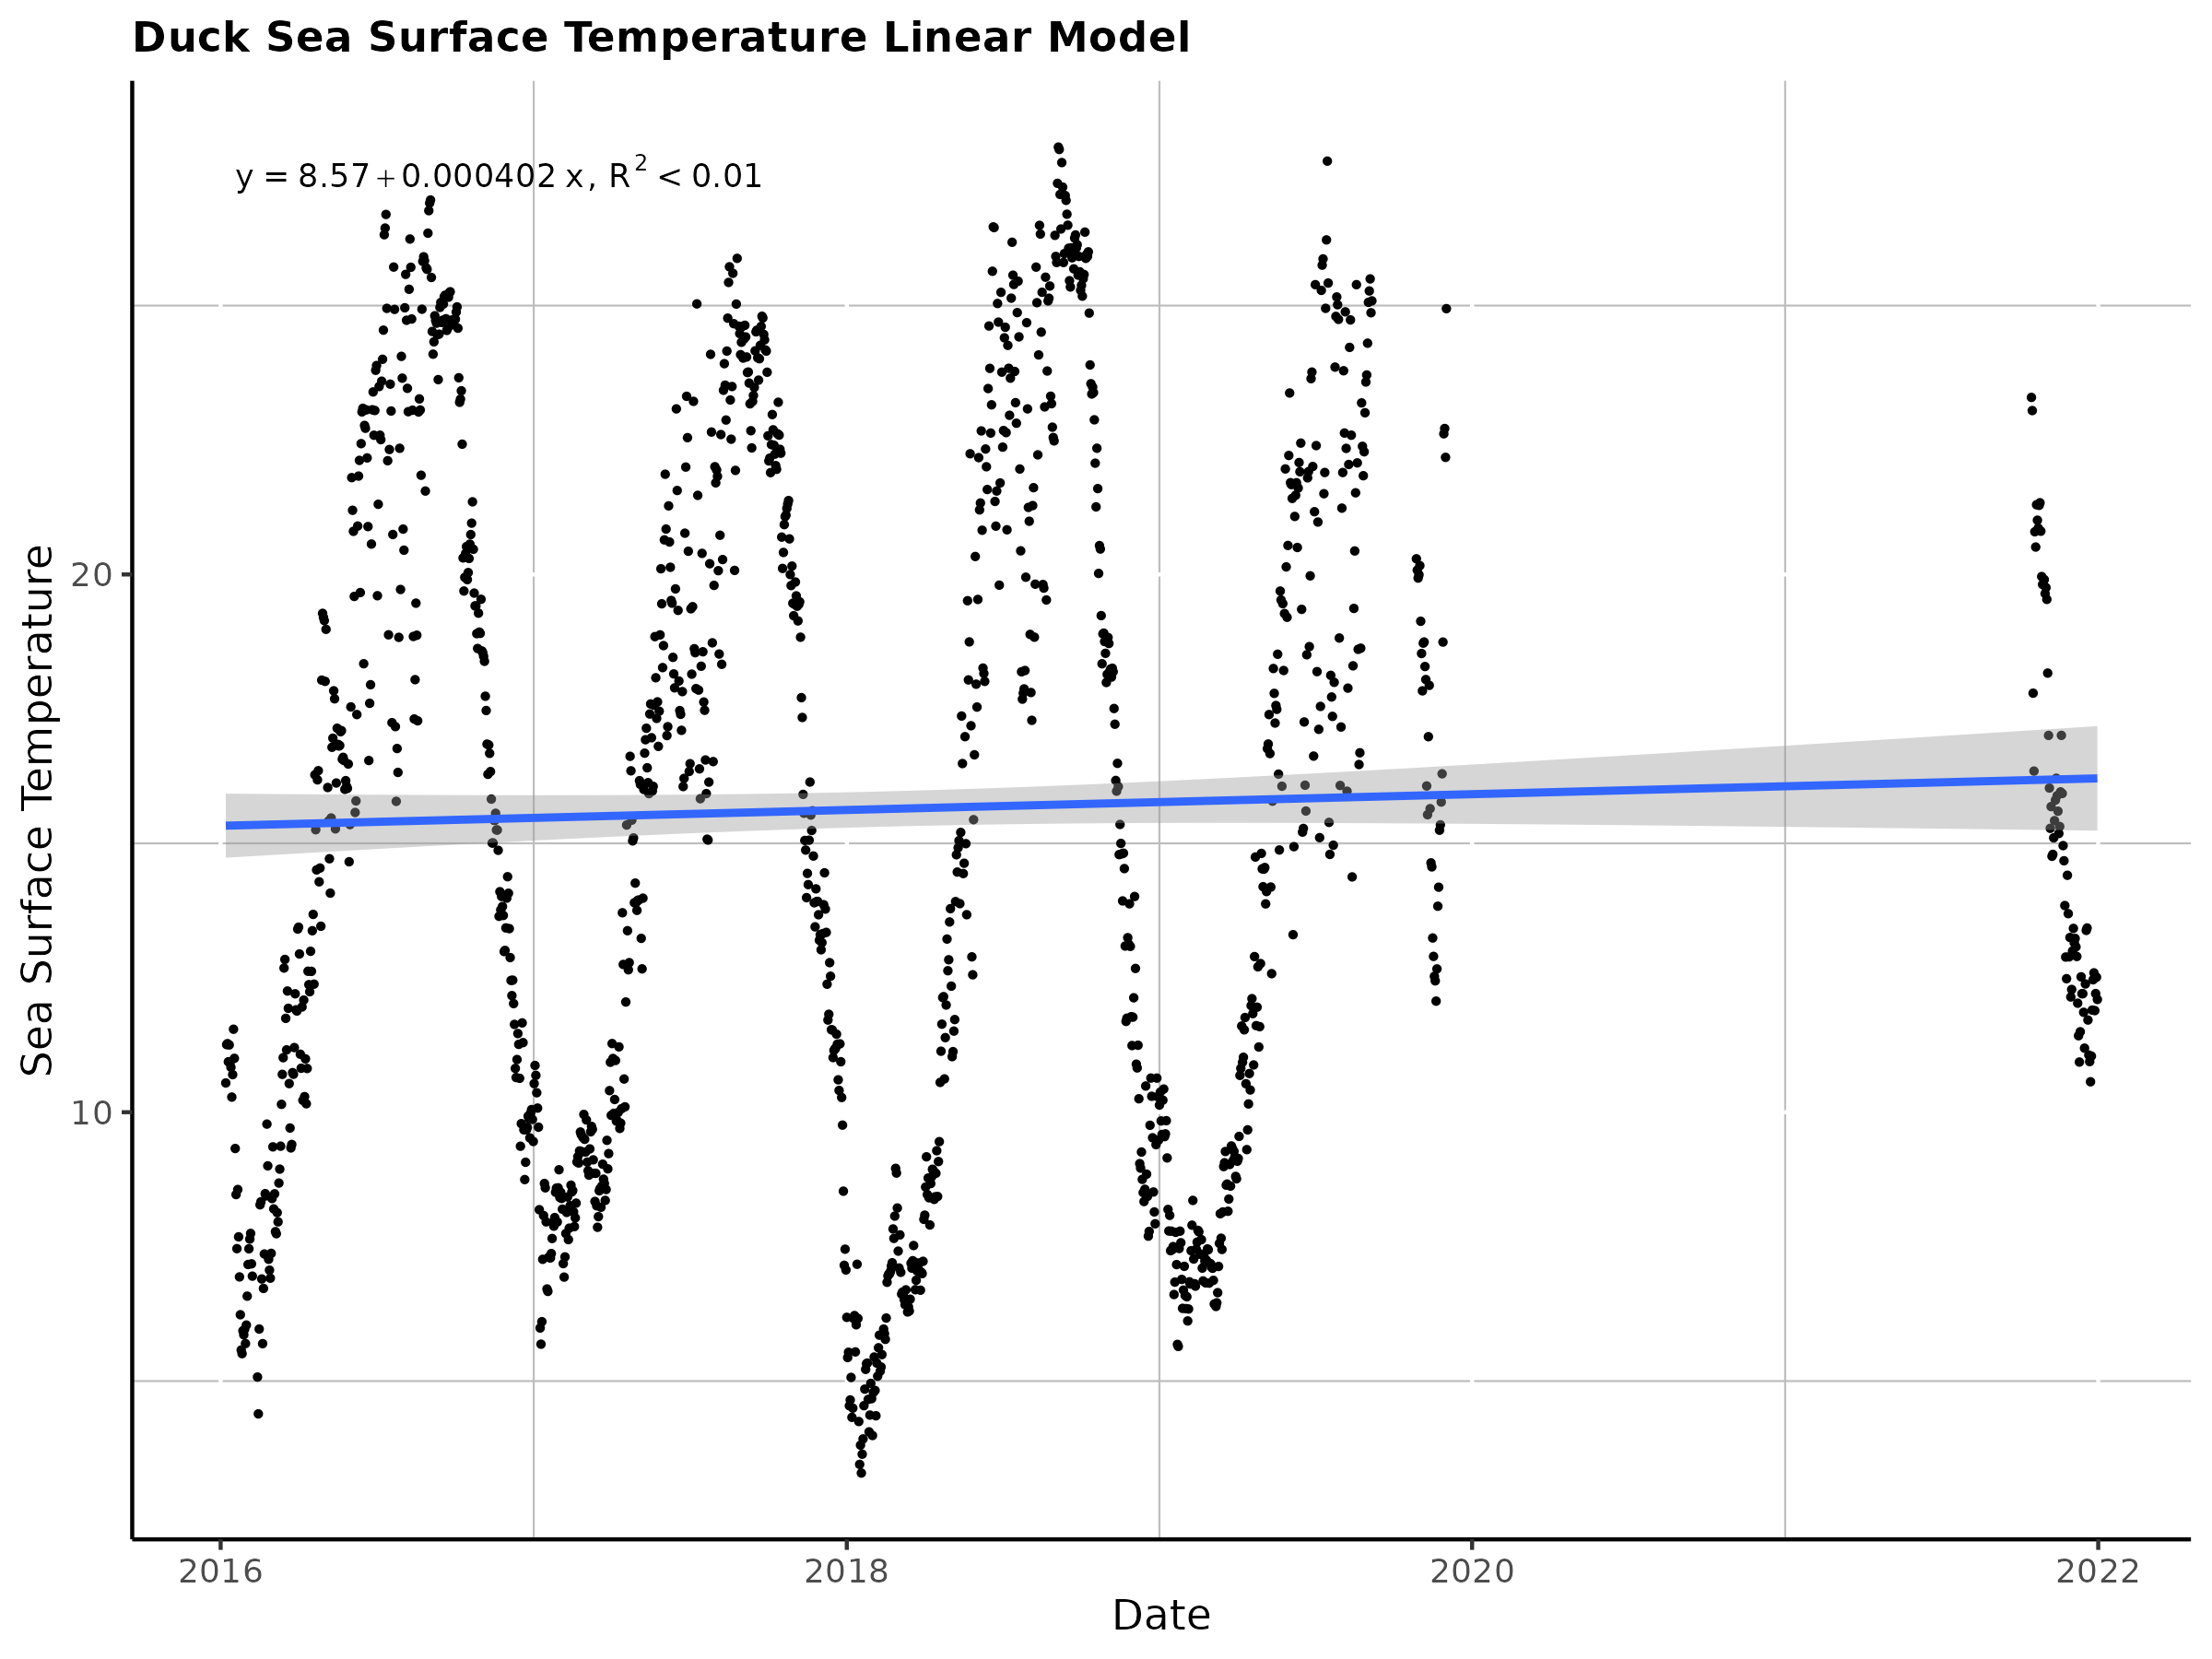 Duck Sea Surface Temperature Linear Model
y = 8.57+0.000402 x, R² < 0.01
Sea Surface Temperature
20
10
2016 2018 2020 2022
Date